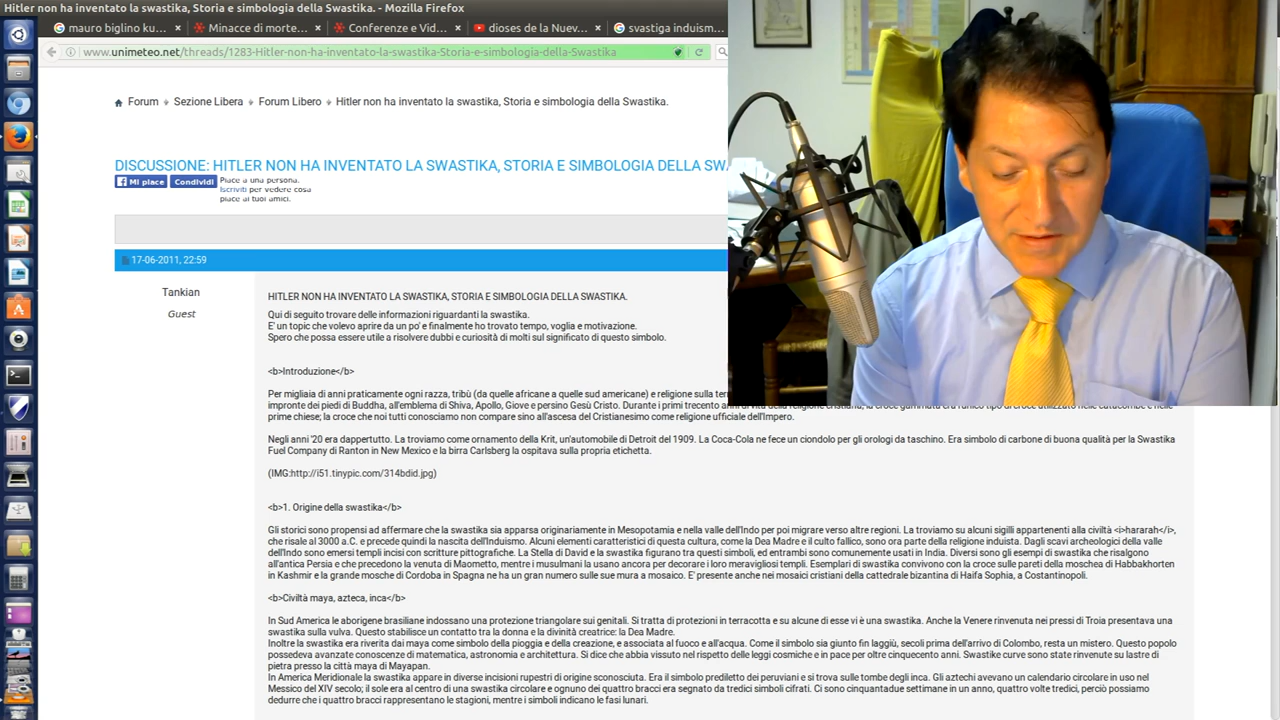 Hitler non ha inventato la swastika, Storia e simbologia della Swastika. - Mozilla Firefox
mauro biglino ku... × Minacce di morte... × Conferenze e Vid... × dioses de la Nuev... × svastiga induism...
www.unimeteo.net/threads/1283-Hitler-non-ha-inventato-la-swastika-Storia-e-simbologia-della-Swastika
Forum Sezione Libera Forum Libero Hitler non ha inventato la swastika, Storia e simbologia della Swastika.
DISCUSSIONE: HITLER NON HA INVENTATO LA SWASTIKA, STORIA E SIMBOLOGIA DELLA SW
Mi piace Condividi Piace a una persona.
Iscriviti per vedere cosa
piace ai tuoi amici.
17-06-2011, 22:59
Tankian
Guest
HITLER NON HA INVENTATO LA SWASTIKA, STORIA E SIMBOLOGIA DELLA SWASTIKA.
Qui di seguito trovare delle informazioni riguardanti la swastika.
E' un topic che volevo aprire da un po' e finalmente ho trovato tempo, voglia e motivazione.
Spero che possa essere utile a risolvere dubbi e curiosità di molti sul significato di questo simbolo.
<b>Introduzione</b>
Per migliaia di anni praticamente ogni razza, tribù (da quelle africane a quelle sud americane) e religione sulla
impronte dei piedi di Buddha, all'emblema di Shiva, Apollo, Giove e persino Gesù Cristo. Durante i primi trecento anni di vita della religione cristiana, la croce gammata era l'unico tipo di croce utilizzato nelle catacombe e nelle
prime chiese; la croce che noi tutti conosciamo non compare sino all'ascesa del Cristianesimo come religione ufficiale dell'Impero.
Negli anni '20 era dappertutto. La troviamo come ornamento della Krit, un'automobile di Detroit del 1909. La Coca-Cola ne fece un ciondolo per gli orologi da taschino. Era simbolo di carbone di buona qualità per la Swastika
Fuel Company di Ranton in New Mexico e la birra Carlsberg la ospitava sulla propria etichetta.
(IMG:http://i51.tinypic.com/314bdid.jpg)
<b>1. Origine della swastika</b>
Gli storici sono propensi ad affermare che la swastika sia apparsa originariamente in Mesopotamia e nella valle dell'Indo per poi migrare verso altre regioni. La troviamo su alcuni sigilli appartenenti alla civiltà <i>hararah</i>,
che risale al 3000 a.C. e precede quindi la nascita dell'Induismo. Alcuni elementi caratteristici di questa cultura, come la Dea Madre e il culto fallico, sono ora parte della religione induista. Dagli scavi archeologici della valle
dell'Indo sono emersi templi incisi con scritture pittografiche. La Stella di David e la swastika figurano tra questi simboli, ed entrambi sono comunemente usati in India. Diversi sono gli esempi di swastika che risalgono
all'antica Persia e che precedono la venuta di Maometto, mentre i musulmani la usano ancora per decorare i loro meravigliosi templi. Esemplari di swastika convivono con la croce sulle pareti della moschea di Habbakhorten
in Kashmir e la grande mosche di Cordoba in Spagna ne ha un gran numero sulle sue mura a mosaico. E' presente anche nei mosaici cristiani della cattedrale bizantina di Haifa Sophia, a Costantinopoli.
<b>Civiltà maya, azteca, inca</b>
In Sud America le aborigene brasiliane indossano una protezione triangolare sui genitali. Si tratta di protezioni in terracotta e su alcune di esse vi è una swastika. Anche la Venere rinvenuta nei pressi di Troia presentava una
swastika sulla vulva. Questo stabilisce un contatto tra la donna e la divinità creatrice: la Dea Madre.
Inoltre la swastika era riverita dai maya come simbolo della pioggia e della creazione, e associata al fuoco e all'acqua. Come il simbolo sia giunto fin laggiù, secoli prima dell'arrivo di Colombo, resta un mistero. Questo popolo
possedeva avanzate conoscenze di matematica, astronomia e architettura. Si dice che abbia vissuto nel rispetto delle leggi cosmiche e in pace per oltre cinquecento anni. Swastike curve sono state rinvenute su lastre di
pietra presso la città maya di Mayapan.
In America Meridionale la swastika appare in diverse incisioni rupestri di origine sconosciuta. Era il simbolo prediletto dei peruviani e si trova sulle tombe degli inca. Gli aztechi avevano un calendario circolare in uso nel
Messico del XIV secolo; il sole era al centro di una swastika circolare e ognuno dei quattro bracci era segnato da tredici simboli cifrati. Ci sono cinquantadue settimane in un anno, quattro volte tredici, perciò possiamo
dedurre che i quattro bracci rappresentano le stagioni, mentre i simboli indicano le fasi lunari.